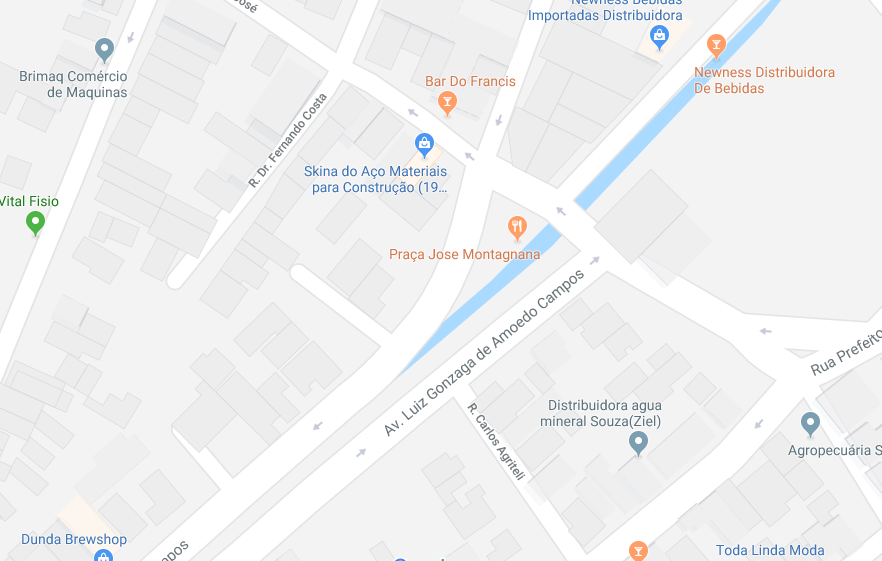 José
Newness Bebidas
Importadas Distribuidora
Brimaq Comércio
de Maquinas
Newness Distribuidora
De Bebidas
Bar Do Francis
R. Dr. Fernando Costa
Skina do Aço Materiais
para Construção (19...
Vital Fisio
Praça Jose Montagnana
Av. Luiz Gonzaga de Amoedo Campos
Rua Prefeito
R. Carlos Agriteli
Distribuidora agua
mineral Souza(Ziel)
Agropecuária S
Dunda Brewshop
mpos
Toda Linda Moda